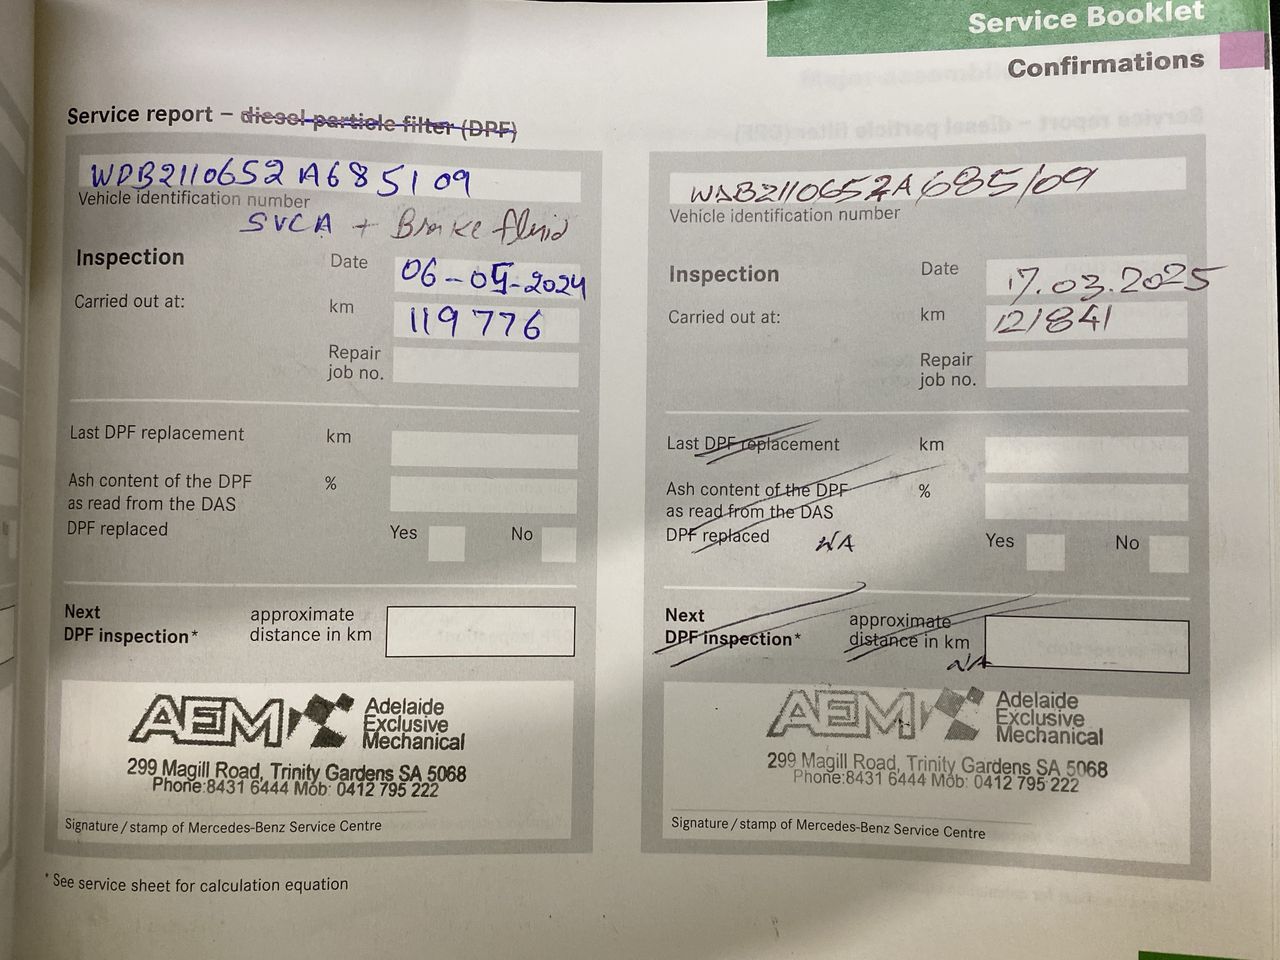 Service Booklet
Confirmations
Service report – diesel particle filter (DPF)
WDB2110652A685109
Vehicle identification number
SVCA + Brake fluid
Inspection
Date
Carried out at:
km
119776
Repair
job no.
Last DPF replacement
km
Ash content of the DPF
as read from the DAS
%
DPF replaced
Yes
No
Next
DPF inspection*
approximate
distance in km
AEM
Adelaide
Exclusive
Mechanical
299 Magill Road, Trinity Gardens SA 5068
Phone:8431 6444 Mob: 0412 795 222
Signature / stamp of Mercedes-Benz Service Centre
*See service sheet for calculation equation
WDB2110652A685109
Vehicle identification number
Inspection
Date
17.03.2025
Carried out at:
km
121841
Repair
job no.
Last DPF replacement
km
Ash content of the DPF
as read from the DAS
%
DPF replaced
NA
Yes
No
Next
DPF inspection*
approximate
distance in km
NA
AEM
Adelaide
Exclusive
Mechanical
299 Magill Road, Trinity Gardens SA 5068
Phone:8431 6444 Mob: 0412 795 222
Signature / stamp of Mercedes-Benz Service Centre